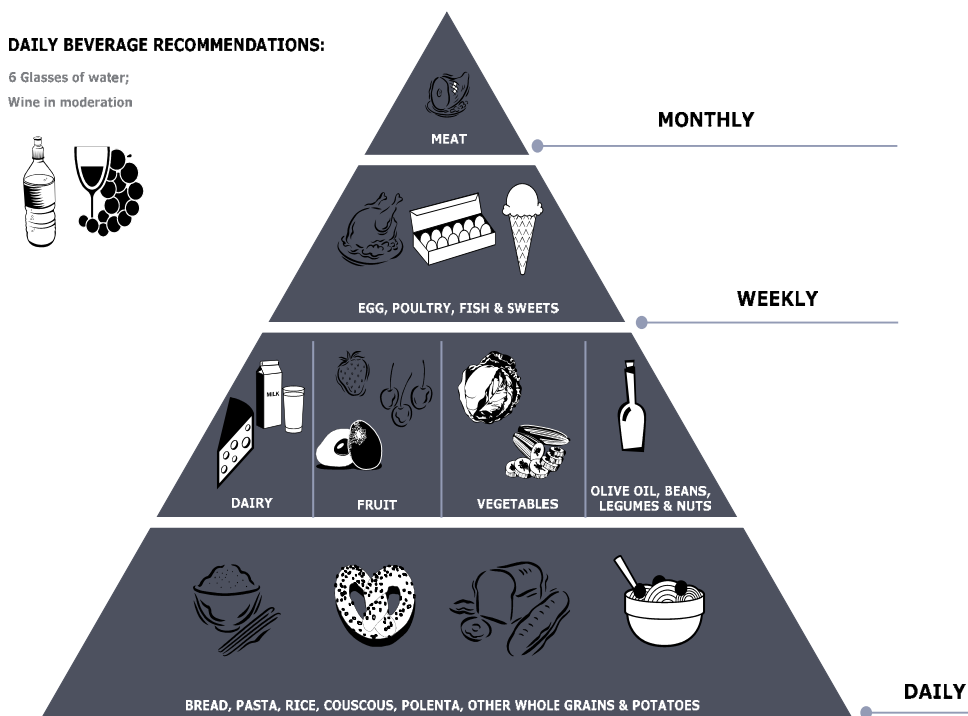 DAILY BEVERAGE RECOMMENDATIONS:
6 Glasses of water;
Wine in moderation
MEAT
MONTHLY
EGG, POULTRY, FISH & SWEETS
WEEKLY
MILK
DAIRY
FRUIT
VEGETABLES
OLIVE OIL, BEANS,
LEGUMES & NUTS
BREAD, PASTA, RICE, COUSCOUS, POLENTA, OTHER WHOLE GRAINS & POTATOES
DAILY